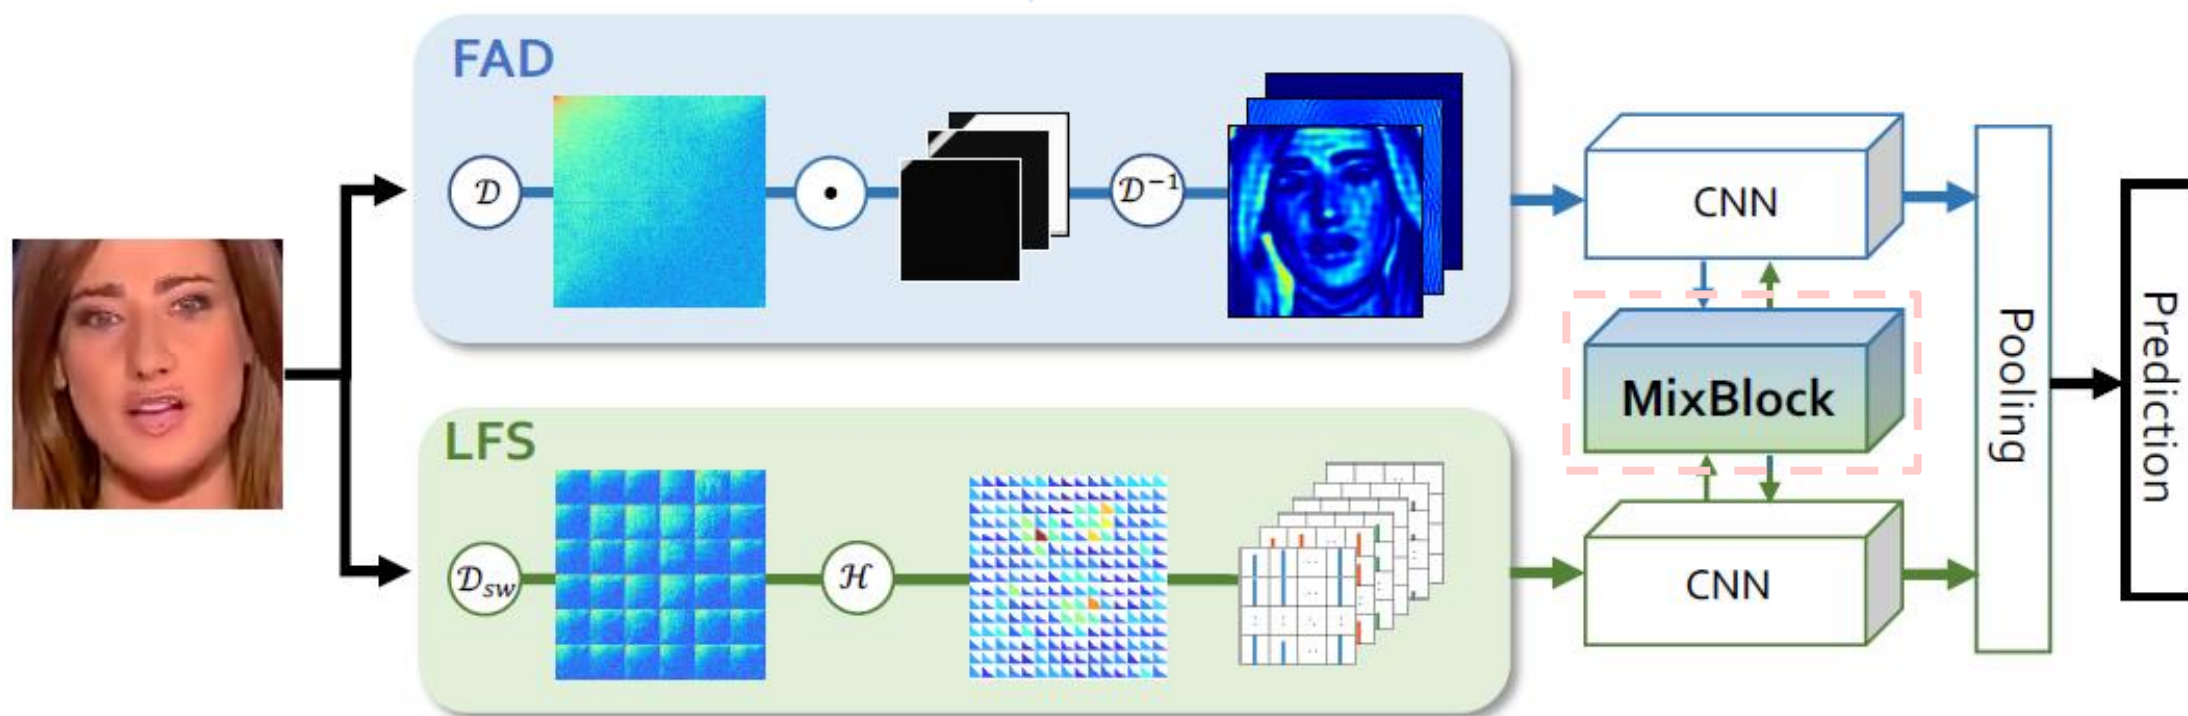 FAD
𝒟
•
𝒟⁻¹
CNN
MixBlock
LFS
𝒟sw
ℋ
CNN
Pooling
Prediction